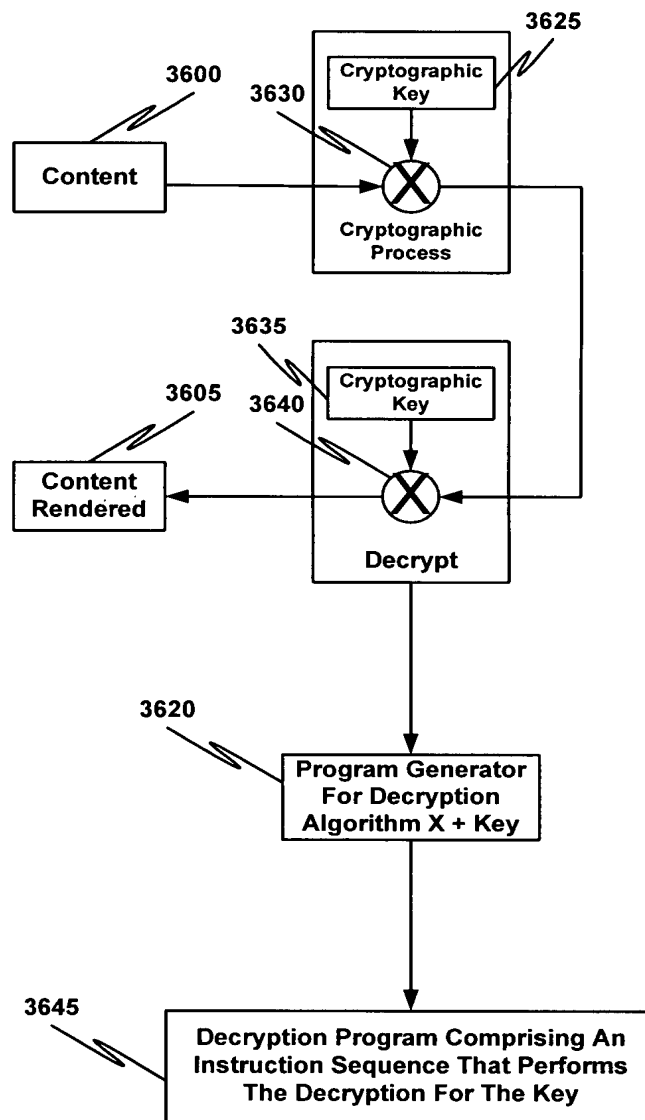 3625
3600
Cryptographic
Key
3630
Content
X
Cryptographic
Process
3635
Cryptographic
Key
3605
3640
Content
Rendered
X
Decrypt
3620
Program Generator
For Decryption
Algorithm X + Key
3645
Decryption Program Comprising An
Instruction Sequence That Performs
The Decryption For The Key